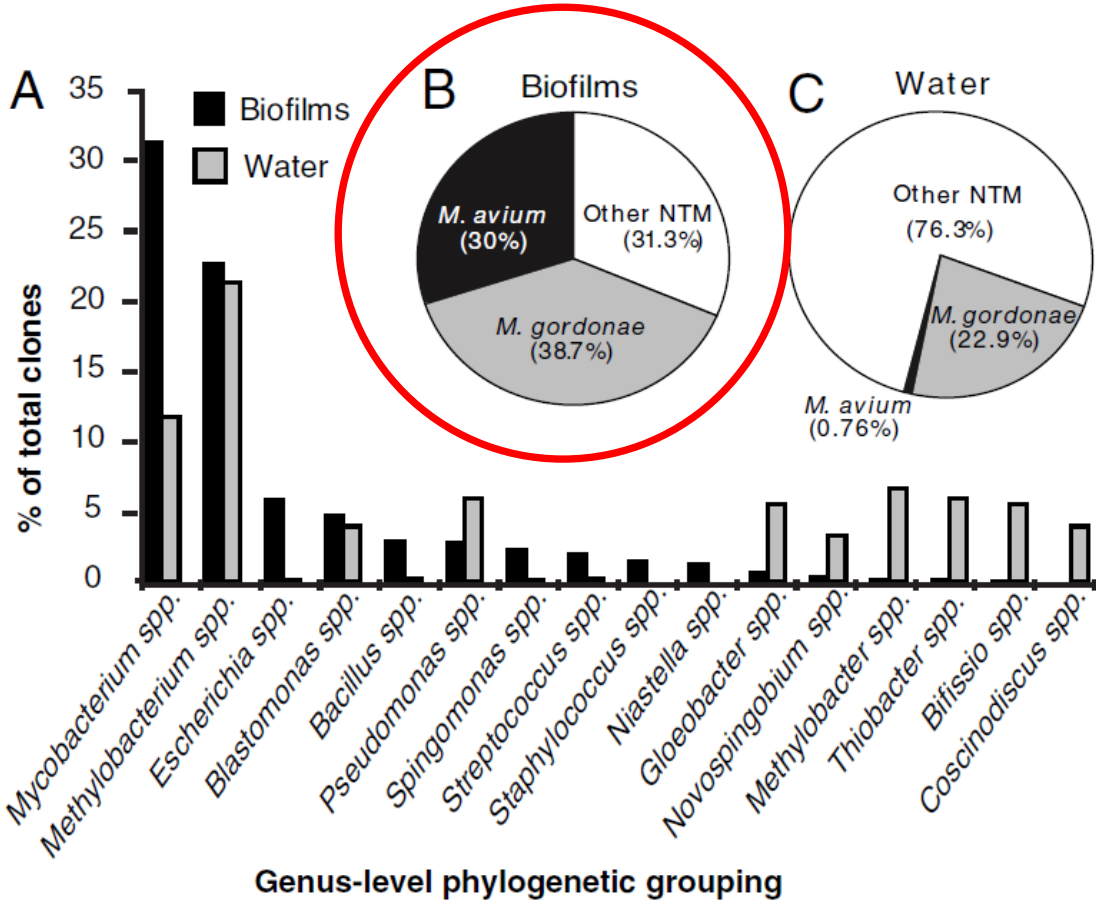 A
35
30
25
20
15
10
5
0
% of total clones
Biofilms
Water
B
Biofilms
M. avium
(30%)
Other NTM
(31.3%)
M. gordonae
(38.7%)
C
Water
Other NTM
(76.3%)
M. gordonae
(22.9%)
M. avium
(0.76%)
Mycobacterium spp.
Methylobacterium spp.
Escherichia spp.
Blastomonas spp.
Bacillus spp.
Pseudomonas spp.
Spingomonas spp.
Streptococcus spp.
Staphylococcus spp.
Niastella spp.
Gloeobacter spp.
Novospingobium spp.
Methylobacter spp.
Thiobacter spp.
Bifissio spp.
Coscinodiscus spp.
Genus-level phylogenetic grouping